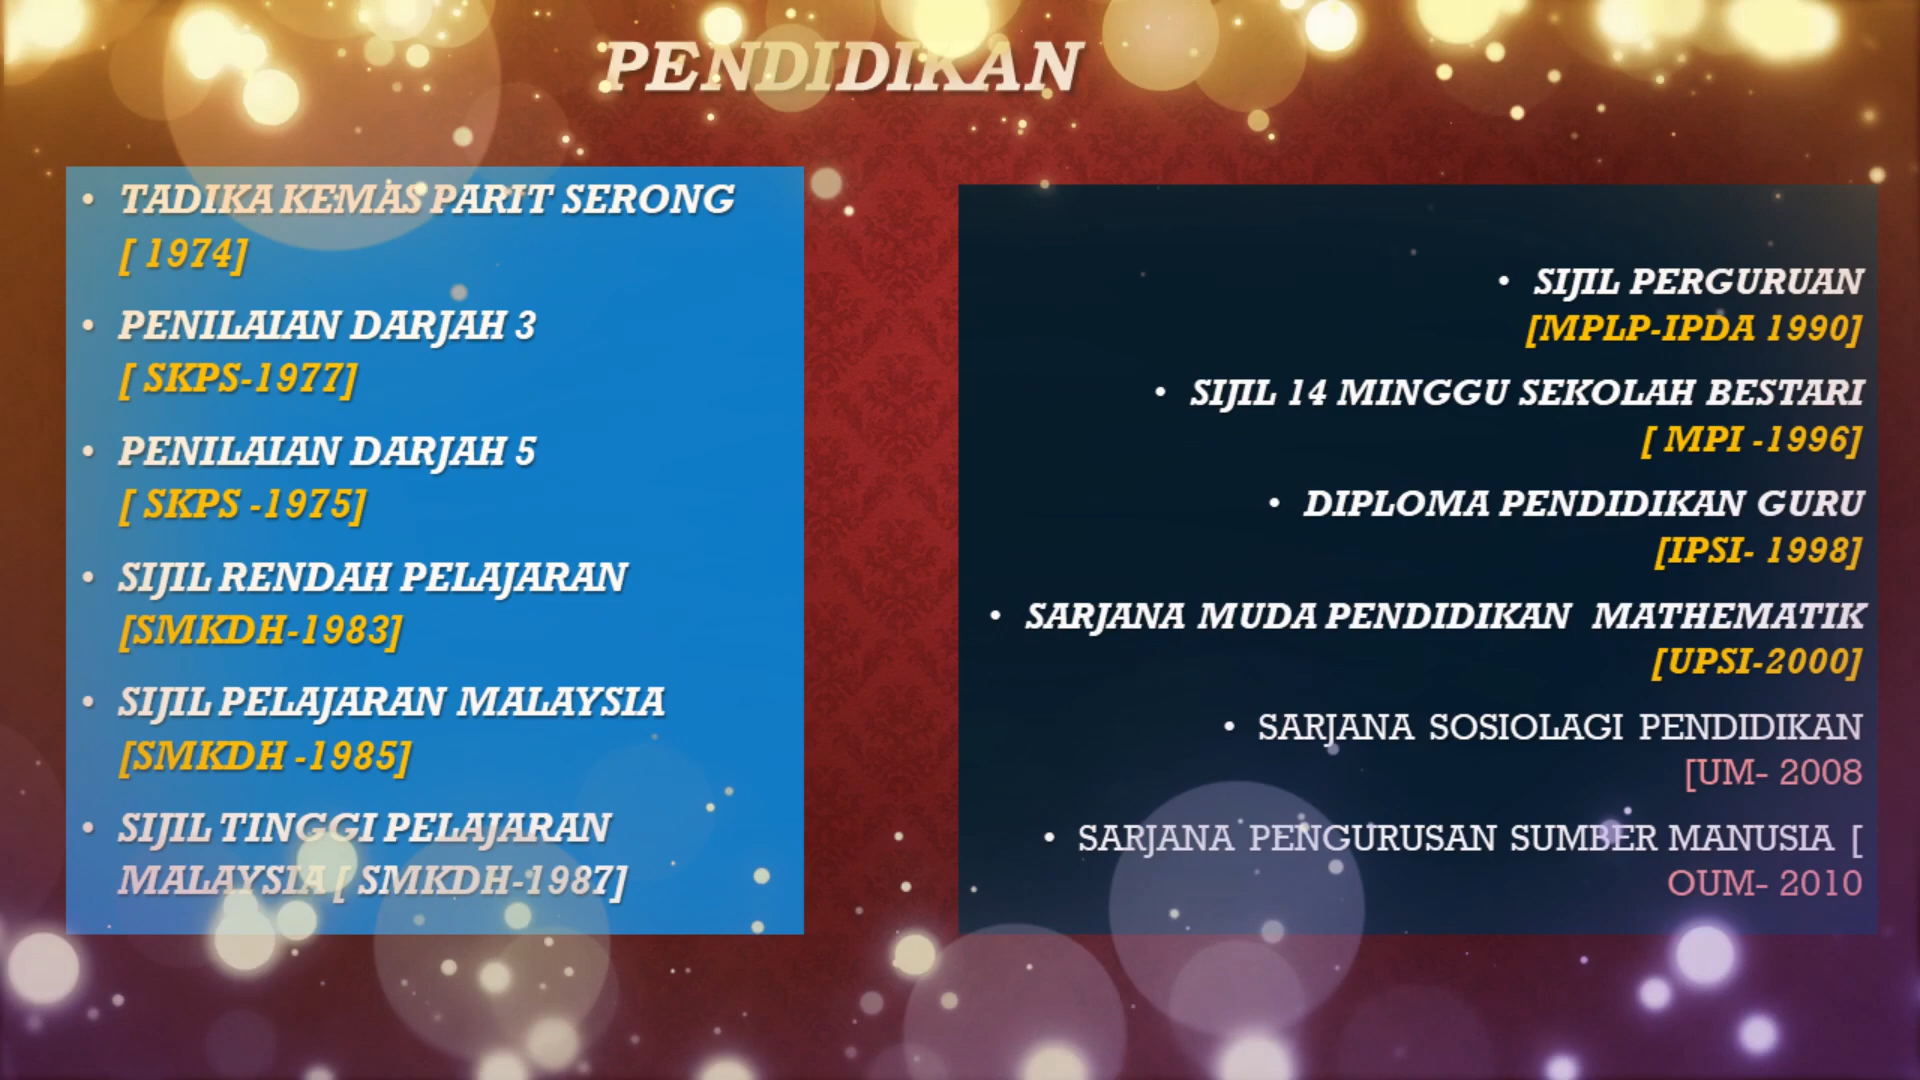 PENDIDIKAN
• TADIKA KEMAS PARIT SERONG
[ 1974]
• PENILAIAN DARJAH 3
[ SKPS-1977]
• PENILAIAN DARJAH 5
[ SKPS -1975]
• SIJIL RENDAH PELAJARAN
[SMKDH-1983]
• SIJIL PELAJARAN MALAYSIA
[SMKDH -1985]
• SIJIL TINGGI PELAJARAN
MALAYSIA [ SMKDH-1987]
• SIJIL PERGURUAN
[MPLP-IPDA 1990]
• SIJIL 14 MINGGU SEKOLAH BESTARI
[ MPI -1996]
• DIPLOMA PENDIDIKAN GURU
[IPSI- 1998]
• SARJANA MUDA PENDIDIKAN MATHEMATIK
[UPSI-2000]
• SARJANA SOSIOLAGI PENDIDIKAN
[UM- 2008
• SARJANA PENGURUSAN SUMBER MANUSIA [
OUM- 2010